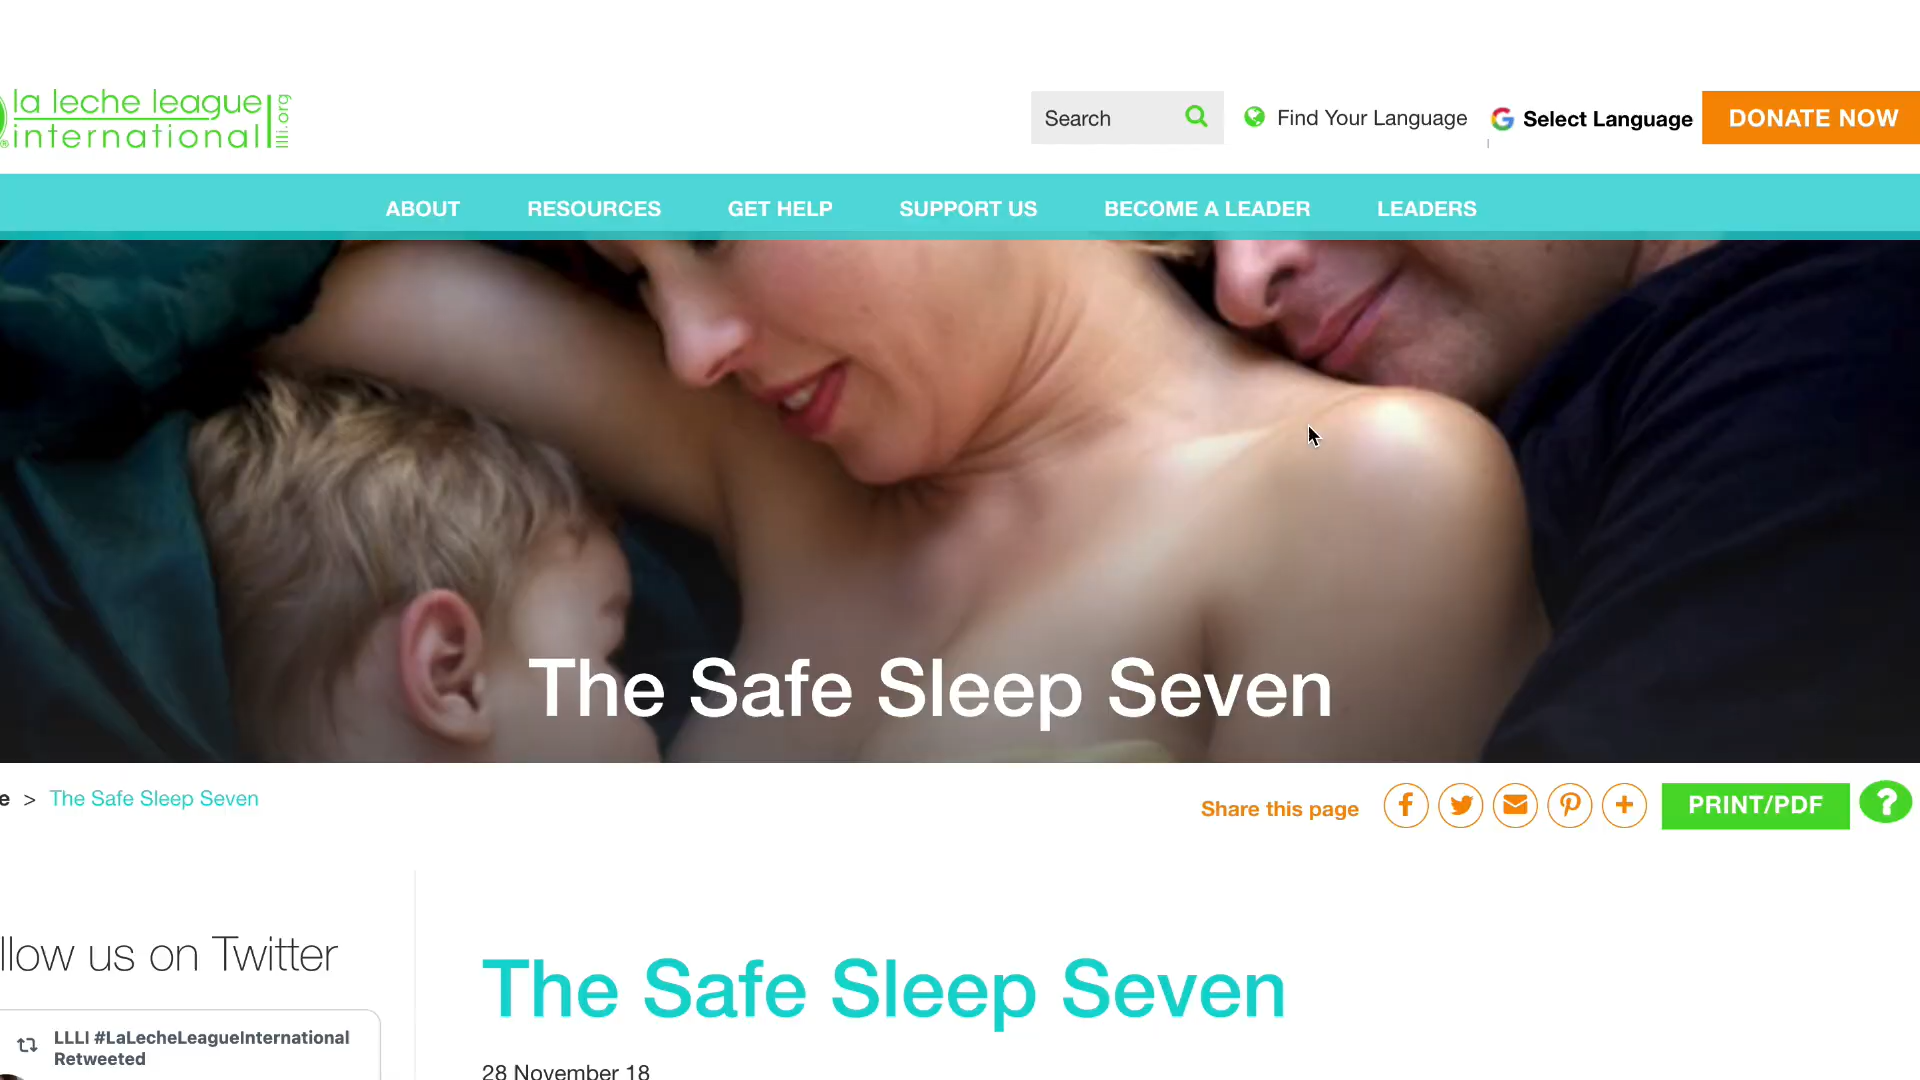 la leche league
international
llli.org
Search
Find Your Language
Select Language
DONATE NOW
ABOUT
RESOURCES
GET HELP
SUPPORT US
BECOME A LEADER
LEADERS
The Safe Sleep Seven
e > The Safe Sleep Seven
Share this page
PRINT/PDF
?
llow us on Twitter
The Safe Sleep Seven
LLLI #LaLecheLeagueInternational
Retweeted
28 November 18